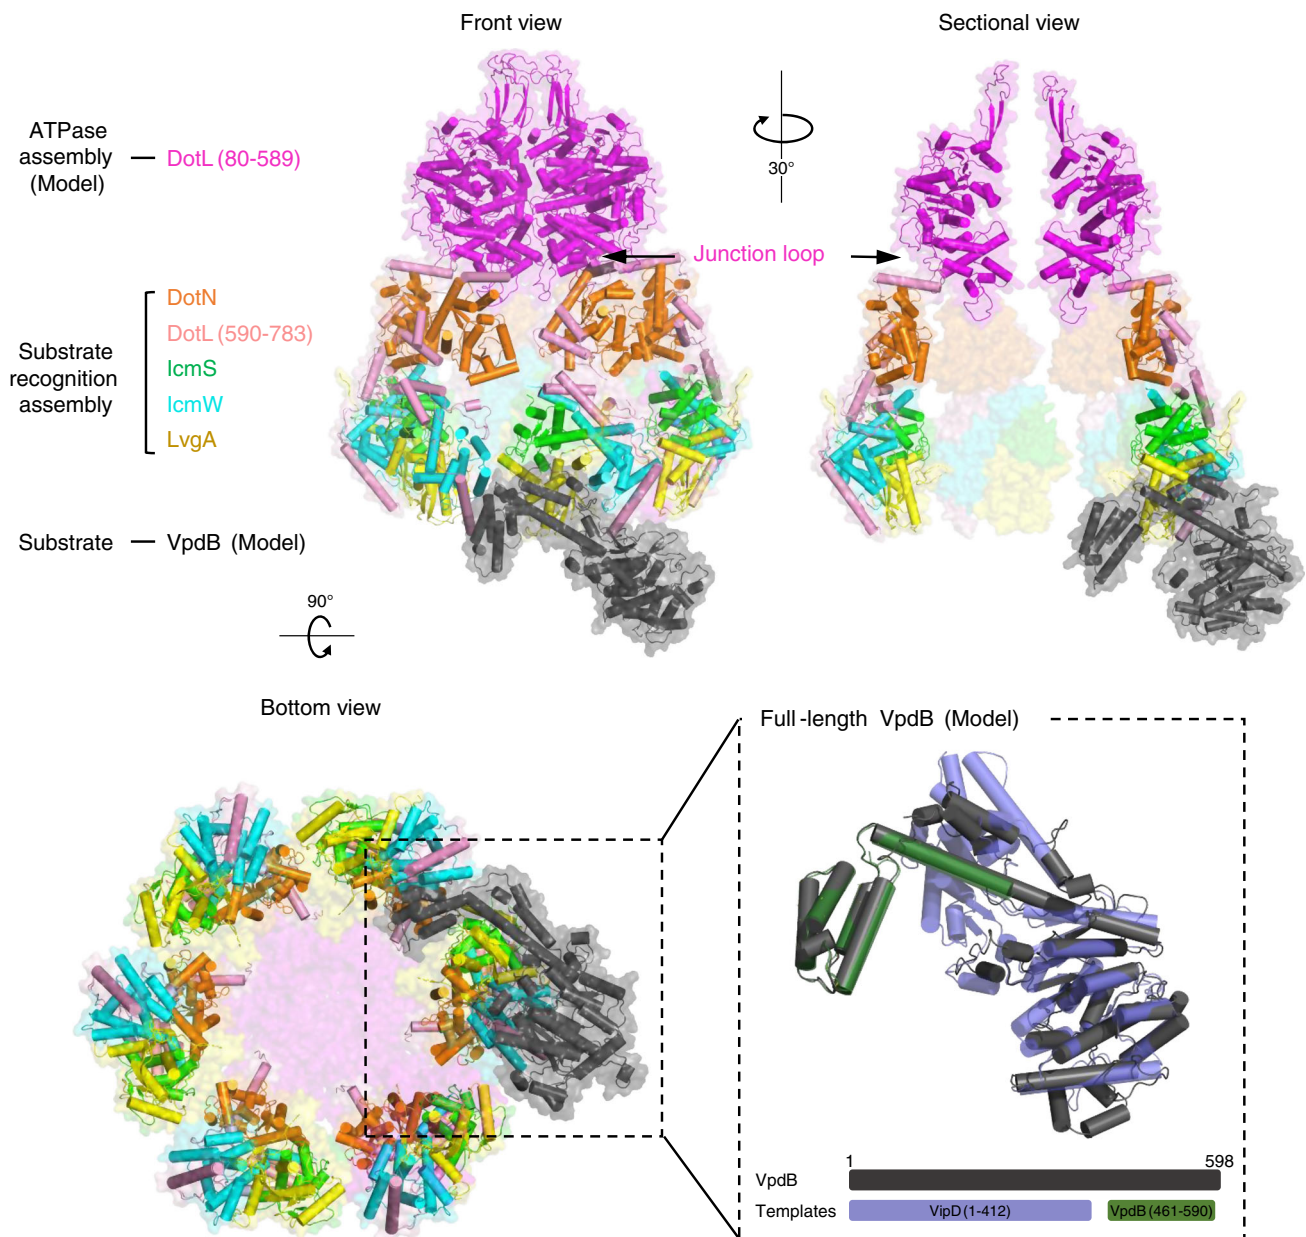 Front view
Sectional view
ATPase
assembly
(Model)
DotL (80-589)
30°
Junction loop
Substrate
recognition
assembly
DotN
DotL (590-783)
IcmS
IcmW
LvgA
Substrate
VpdB (Model)
90°
Bottom view
Full-length VpdB (Model)
1
598
VpdB
Templates
VipD (1-412)
VpdB (461-590)